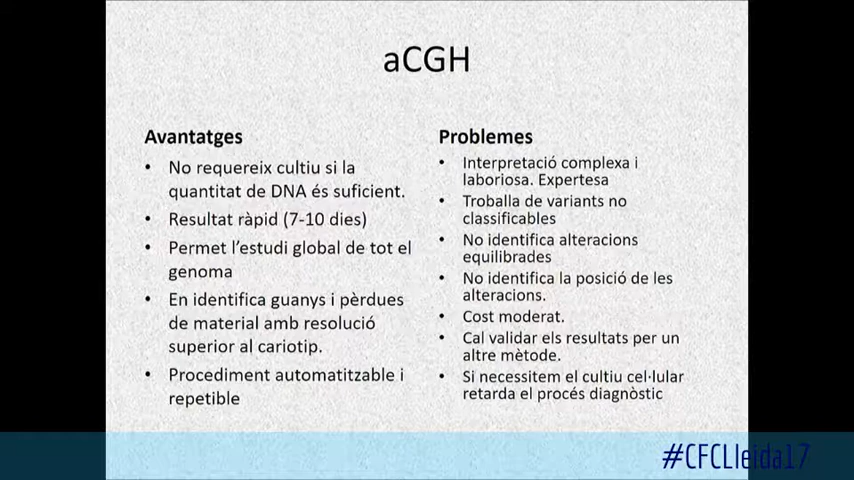 aCGH
Avantatges
• No requereix cultiu si la
quantitat de DNA és suficient.
• Resultat ràpid (7-10 dies)
• Permet l'estudi global de tot el
genoma
• En identifica guanys i pèrdues
de material amb resolució
superior al cariotip.
• Procediment automatitzable i
repetible
Problemes
• Interpretació complexa i
laboriosa. Expertesa
• Troballa de variants no
classificables
• No identifica alteracions
equilibrades
• No identifica la posició de les
alteracions.
• Cost moderat.
• Cal validar els resultats per un
altre mètode.
• Si necessitem el cultiu cel·lular
retarda el procés diagnòstic
#CFCLleida17